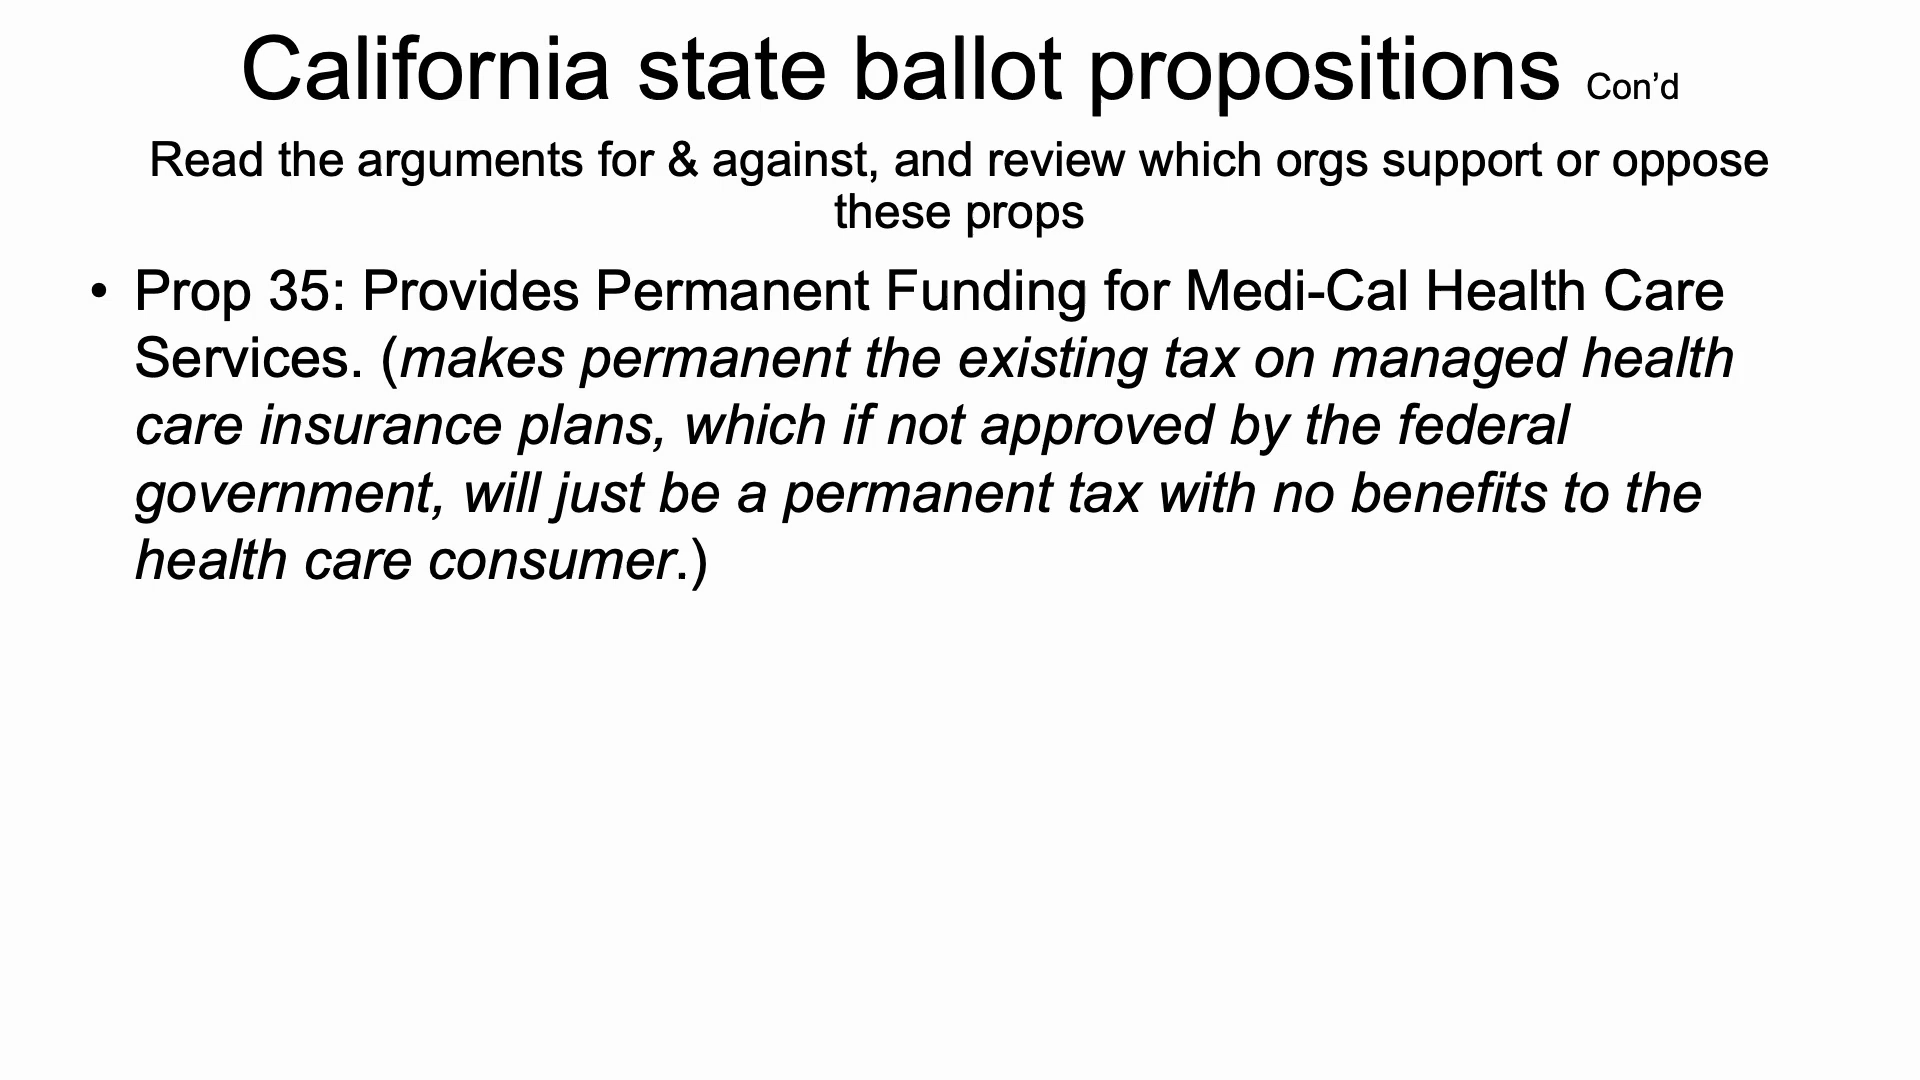 California state ballot propositions Con’d
Read the arguments for & against, and review which orgs support or oppose
these props
• Prop 35: Provides Permanent Funding for Medi-Cal Health Care
Services. (makes permanent the existing tax on managed health
care insurance plans, which if not approved by the federal
government, will just be a permanent tax with no benefits to the
health care consumer.)